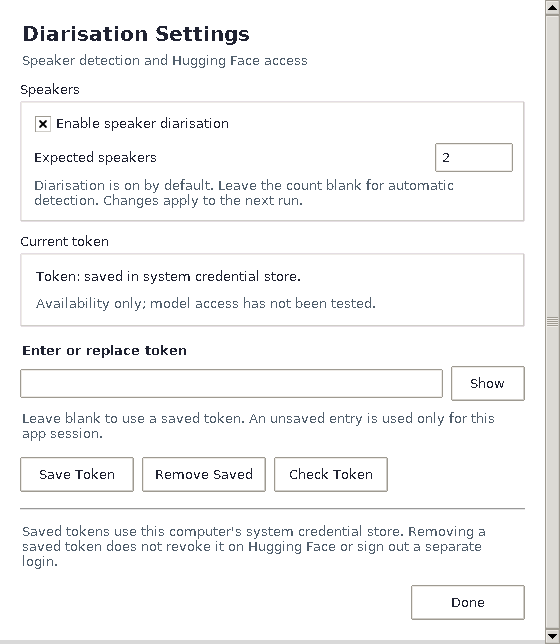 Diarisation Settings
Speaker detection and Hugging Face access
Speakers
Enable speaker diarisation
Expected speakers
2
Diarisation is on by default. Leave the count blank for automatic
detection. Changes apply to the next run.
Current token
Token: saved in system credential store.
Availability only; model access has not been tested.
Enter or replace token
Show
Leave blank to use a saved token. An unsaved entry is used only for this
app session.
Save Token Remove Saved Check Token
Saved tokens use this computer's system credential store. Removing a
saved token does not revoke it on Hugging Face or sign out a separate
login.
Done